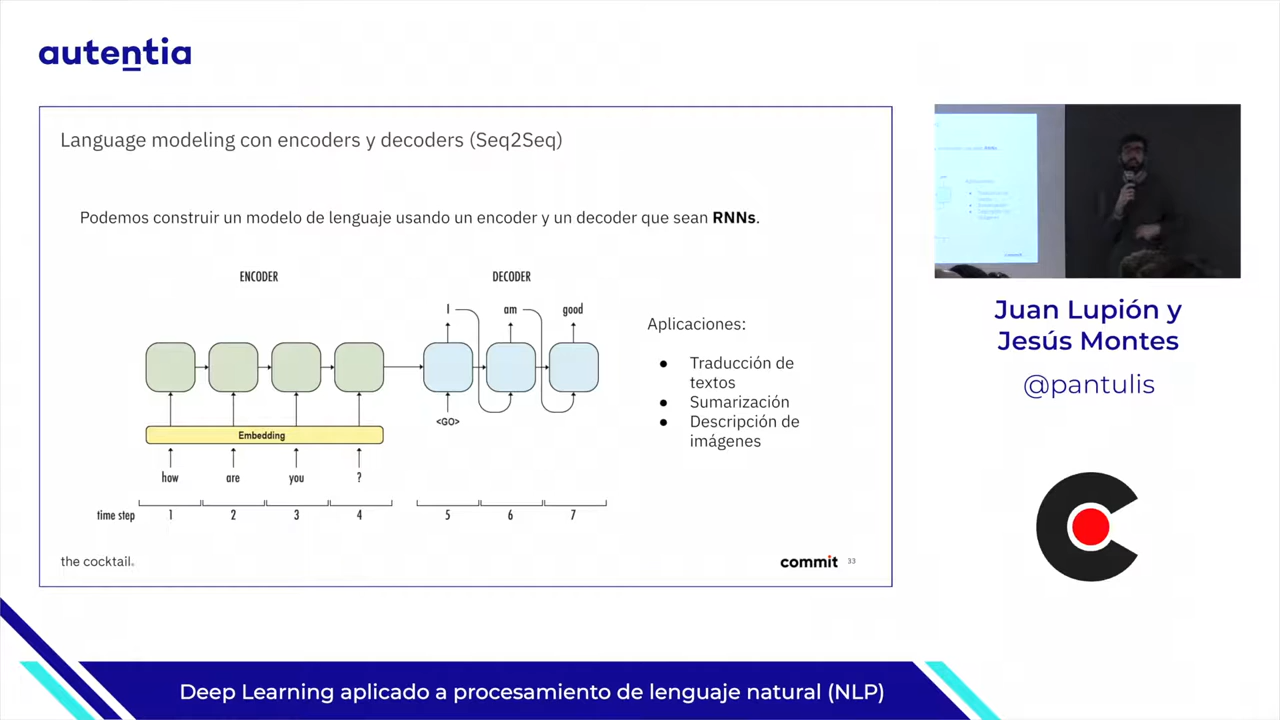 autentia
Language modeling con encoders y decoders (Seq2Seq)
Podemos construir un modelo de lenguaje usando un encoder y un decoder que sean RNNs.
ENCODER
DECODER
I am good
<GO>
Embedding
how are you ?
time step 1 2 3 4 5 6 7
Aplicaciones:
● Traducción de
textos
● Sumarización
● Descripción de
imágenes
the cocktail.
commit 33
Juan Lupión y
Jesús Montes
@pantulis
Deep Learning aplicado a procesamiento de lenguaje natural (NLP)